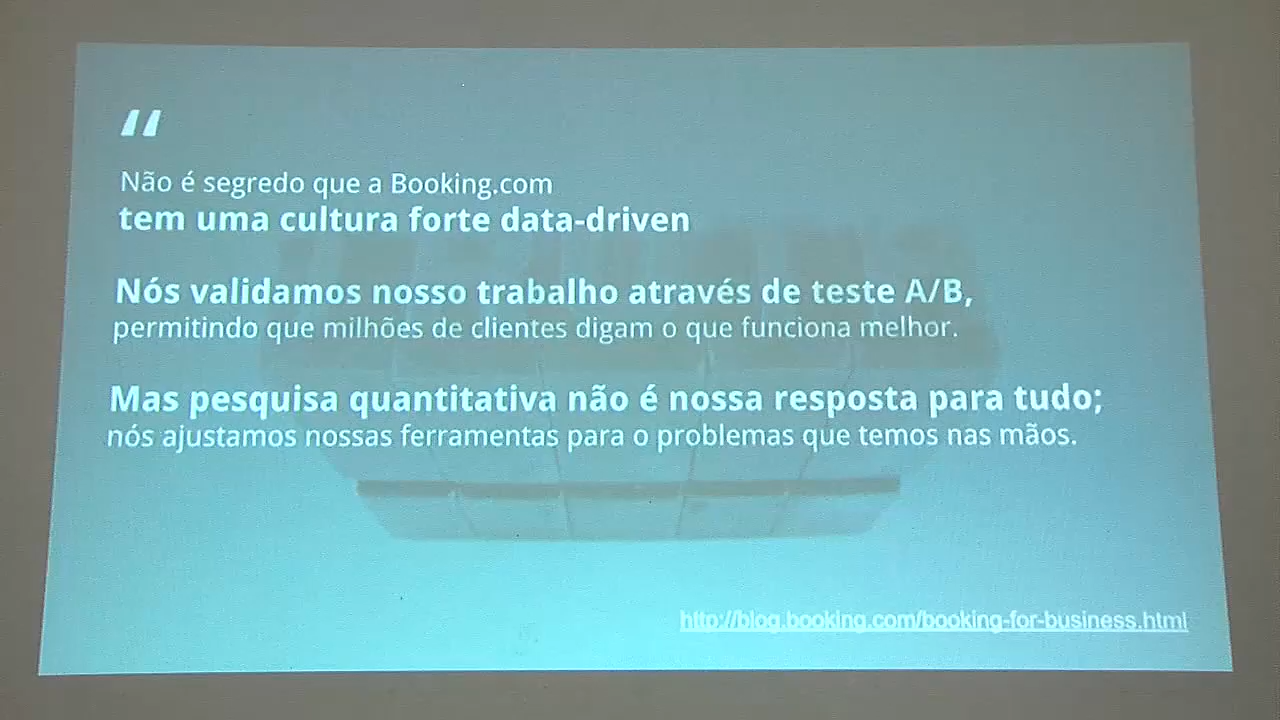 “
Não é segredo que a Booking.com
tem uma cultura forte data-driven
Nós validamos nosso trabalho através de teste A/B,
permitindo que milhões de clientes digam o que funciona melhor.
Mas pesquisa quantitativa não é nossa resposta para tudo;
nós ajustamos nossas ferramentas para o problemas que temos nas mãos.
http://blog.booking.com/booking-for-business.html